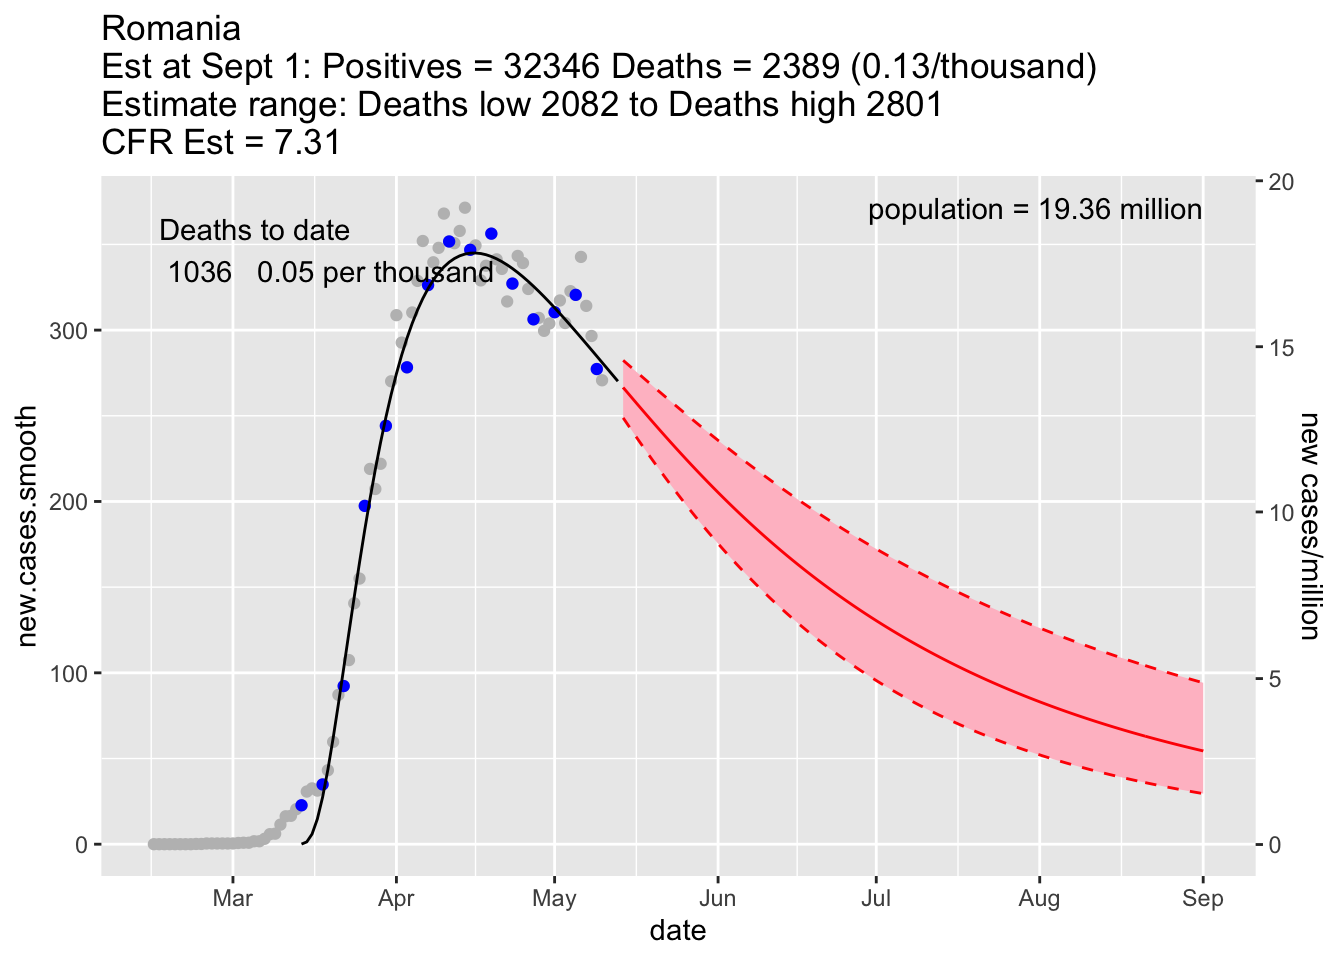 Romania
Est at Sept 1: Positives = 32346 Deaths = 2389 (0.13/thousand)
Estimate range: Deaths low 2082 to Deaths high 2801
CFR Est = 7.31
Deaths to date
1036 0.05 per thousand
population = 19.36 million
new.cases.smooth
300
200
100
0
20
15
10
5
0
new cases/million
Mar Apr May Jun Jul Aug Sep
date